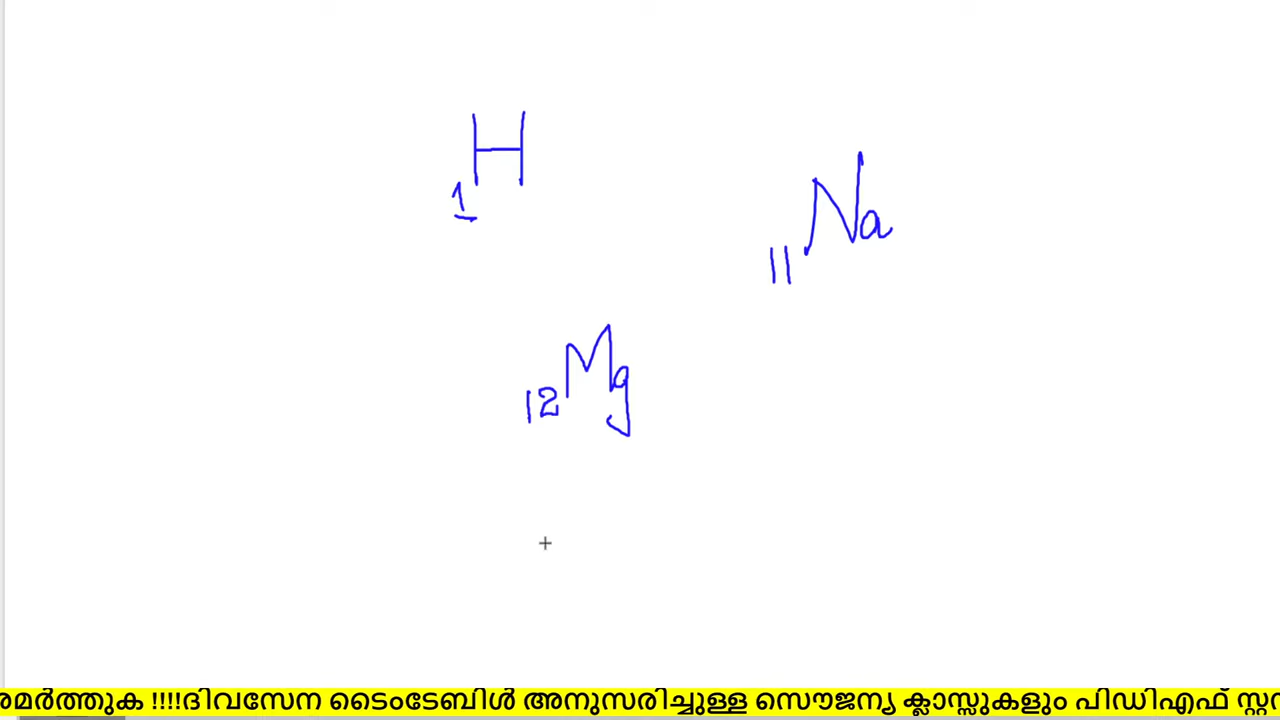 1H
11Na
12Mg
!!!!ദിവസേന ടൈംടേബിൾ അനുസരിച്ചുള്ള സൌജന്യ ക്ലാസ്സുകളും പിഡിഎഫ്